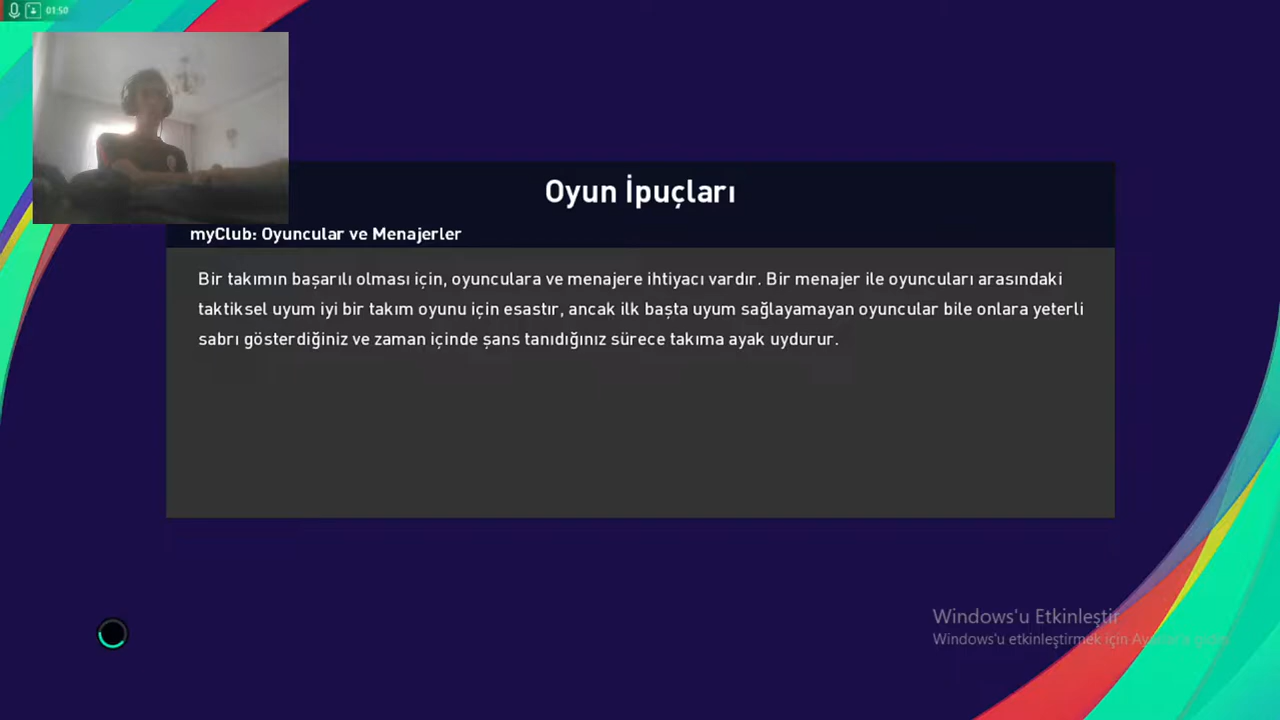 01:50
Oyun İpuçları
myClub: Oyuncular ve Menajerler
Bir takımın başarılı olması için, oyunculara ve menajere ihtiyacı vardır. Bir menajer ile oyuncuları arasındaki
taktiksel uyum iyi bir takım oyunu için esastır, ancak ilk başta uyum sağlayamayan oyuncular bile onlara yeterli
sabrı gösterdiğiniz ve zaman içinde şans tanıdığınız sürece takıma ayak uydurur.
Windows'u Etkinleştir
Windows'u etkinleştirmek için